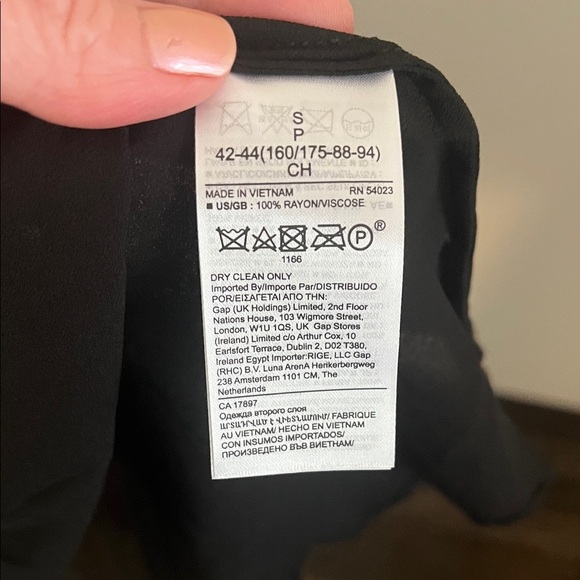 S
P
42-44(160/175-88-94)
CH
MADE IN VIETNAM RN 54023
■ US/GB : 100% RAYON/VISCOSE
P ®
1166
DRY CLEAN ONLY
Imported By/Importe Par/DISTRIBUIDO
POR/ΕΙΣΑΓΕΤΑΙ ΑΠΟ ΤΗΝ:
Gap (UK Holdings) Limited, 2nd Floor
Nations House, 103 Wigmore Street,
London, W1U 1QS, UK Gap Stores
(Ireland) Limited c/o Arthur Cox, 10
Earlsfort Terrace, Dublin 2, D02 T380,
Ireland Egypt Importer:RIGE, LLC Gap
(RHC) B.V. Luna ArenA Herikerbergweg
238 Amsterdam 1101 CM, The
Netherlands
CA 17897
Одежда второго слоя
ԱՐՏԱԴՐՎԱԾ Է ՎԻԵՏՆԱՄՈՒՄ/ FABRIQUE
AU VIETNAM/ HECHO EN VIETNAM/
CON INSUMOS IMPORTADOS/
ПРОИЗВЕДЕНО ВЪВ ВИЕТНАМ/